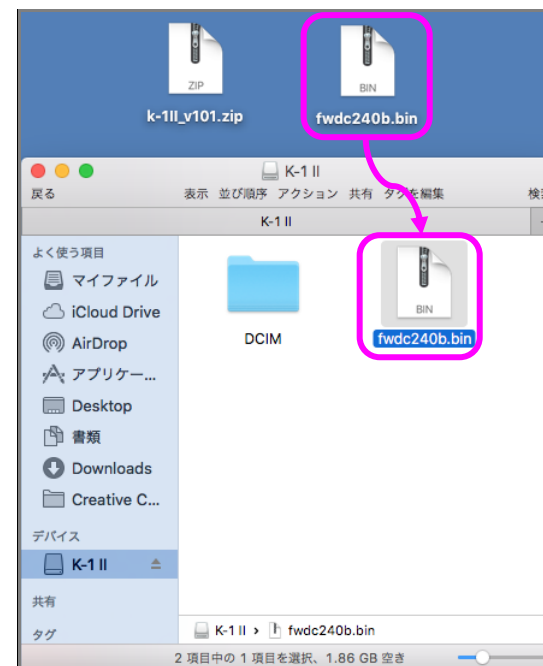 ZIP
BIN
k-1II_v101.zip
fwdc240b.bin
K-1 II
戻る
表示 並び順序 アクション 共有 タグを編集
K-1 II
よく使う項目
マイファイル
iCloud Drive
AirDrop
アプリケー...
Desktop
書類
Downloads
Creative C...
デバイス
K-1 II
共有
タグ
BIN
DCIM
fwdc240b.bin
K-1 II › fwdc240b.bin
2 項目中の 1 項目を選択、1.86 GB 空き